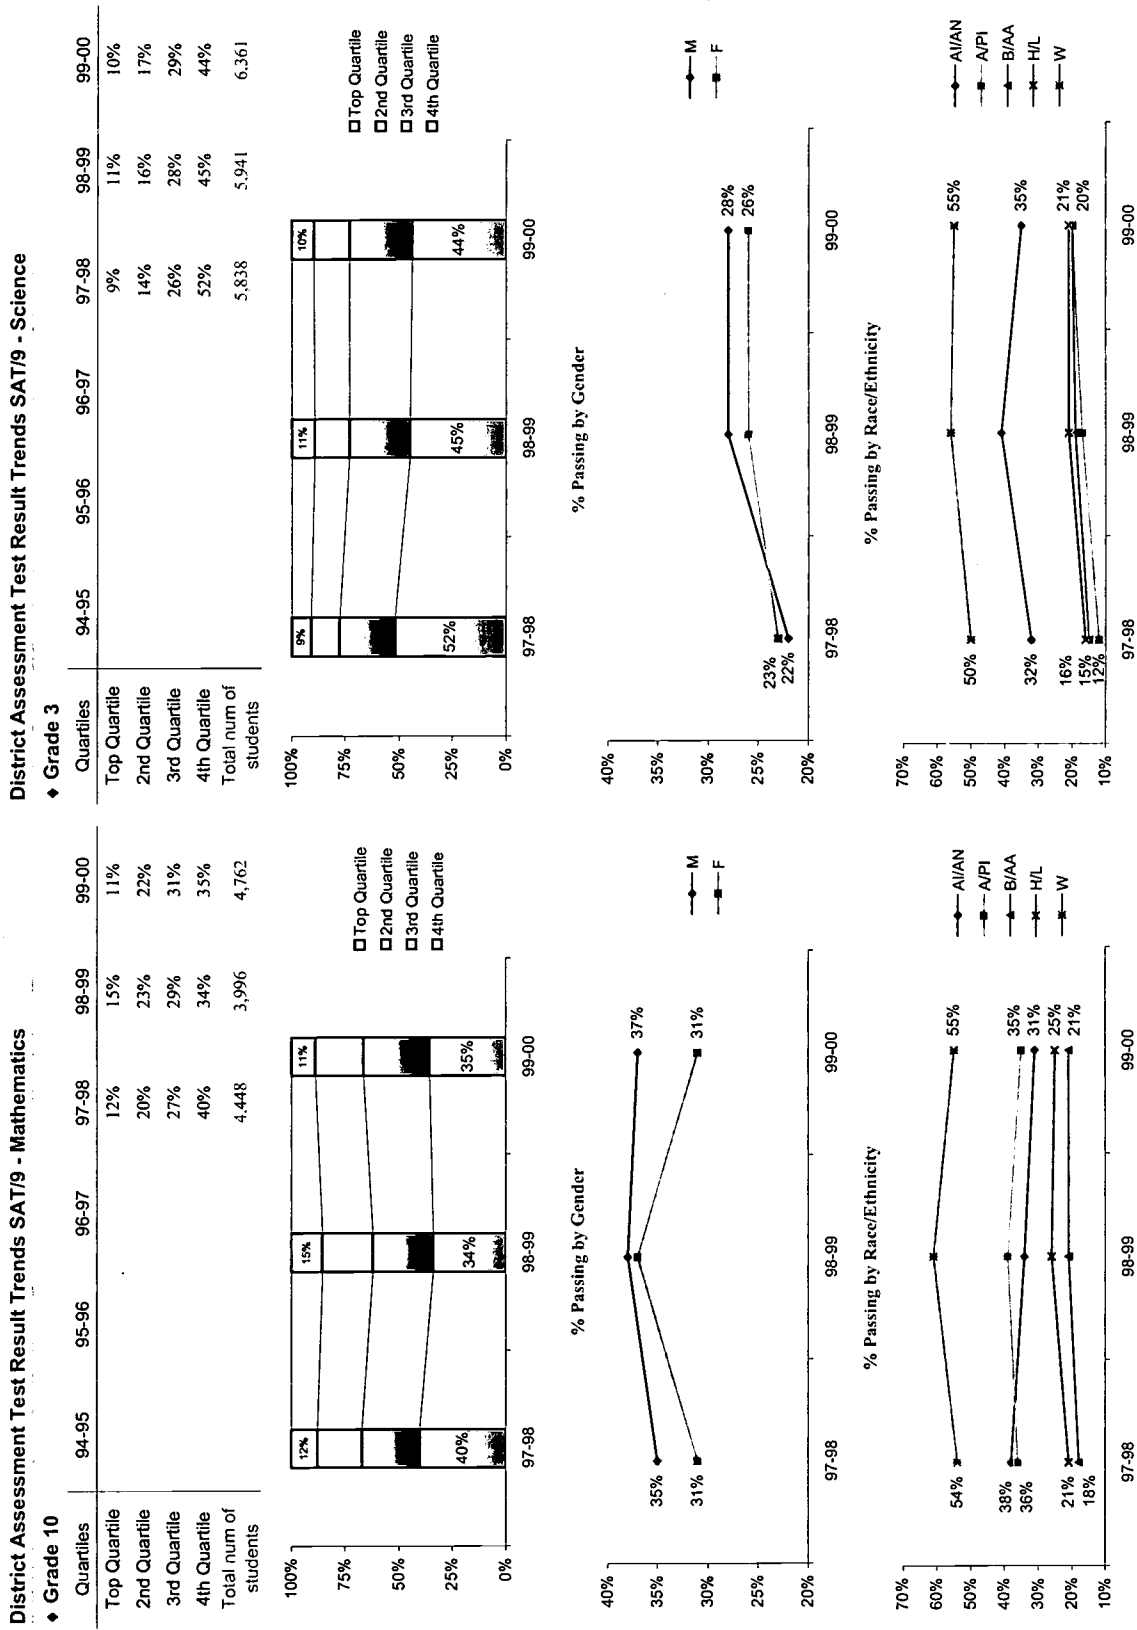 District Assessment Test Result Trends SAT/9 - Mathematics
♦ Grade 10
Quartiles 94-95 95-96 96-97 97-98 98-99 99-00
Top Quartile 12% 15% 11%
2nd Quartile 20% 23% 22%
3rd Quartile 27% 29% 31%
4th Quartile 40% 34% 35%
Total num of students 4.448 3,996 4,762
100%
75%
50%
25%
0%
12%
15%
11%
40%
34%
35%
97-98 98-99 99-00
Top Quartile
2nd Quartile
3rd Quartile
4th Quartile
% Passing by Gender
40%
35%
30%
25%
20%
35%
31%
37%
31%
97-98 98-99 99-00
M
F
% Passing by Race/Ethnicity
70%
60%
50%
40%
30%
20%
10%
54%
38%
36%
21%
18%
55%
35%
31%
25%
21%
97-98 98-99 99-00
AI/AN
A/PI
B/AA
H/L
W
District Assessment Test Result Trends SAT/9 - Science
♦ Grade 3
Quartiles 94-95 95-96 96-97 97-98 98-99 99-00
Top Quartile 9% 11% 10%
2nd Quartile 14% 16% 17%
3rd Quartile 26% 28% 29%
4th Quartile 52% 45% 44%
Total num of students 5,838 5,941 6,361
100%
75%
50%
25%
0%
9%
11%
10%
52%
45%
44%
97-98 98-99 99-00
Top Quartile
2nd Quartile
3rd Quartile
4th Quartile
% Passing by Gender
40%
35%
30%
25%
20%
23%
22%
28%
26%
97-98 98-99 99-00
M
F
% Passing by Race/Ethnicity
70%
60%
50%
40%
30%
20%
10%
50%
32%
16%
15%
12%
55%
35%
21%
20%
97-98 98-99 99-00
AI/AN
A/PI
B/AA
H/L
W